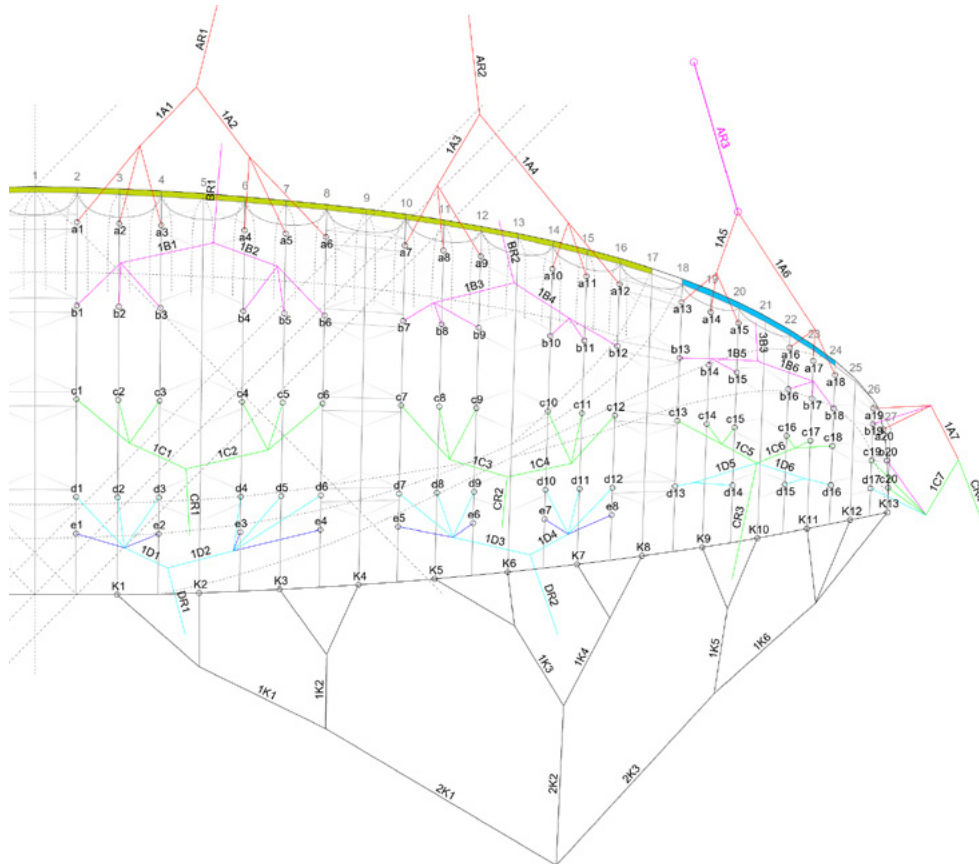 AR1
AR2
AR3
1A1
1A2
1A3
1A4
1A5
1A6
1 2 3 4 5 6 7 8 9 10 11 12 13 14 15 16 17 18 19 20 21 22 23 24 25 26 27
BR1
BR2
3B3
a1 a2 a3 a4 a5 a6 a7 a8 a9 a10 a11 a12 a13 a14 a15 a16 a17 a18 a19 a20
1A7
1B1 1B2 1B3 1B4 1B5 1B6
b1 b2 b3 b4 b5 b6 b7 b8 b9 b10 b11 b12 b13 b14 b15 b16 b17 b18 b19 b20
c1 c2 c3 c4 c5 c6 c7 c8 c9 c10 c11 c12 c13 c14 c15 c16 c17 c18 c19 c20
1C1 1C2 1C3 1C4 1C5 1C6 1C7
CR1 CR2 CR3
1D5 1D6
d1 d2 d3 d4 d5 d6 d7 d8 d9 d10 d11 d12 d13 d14 d15 d16 d17
e1 e2 e3 e4 e5 e6 e7 e8
1D1 1D2 1D3 1D4
DR1 DR2
K1 K2 K3 K4 K5 K6 K7 K8 K9 K10 K11 K12 K13
1K1 1K2 1K3 1K4 1K5 1K6
2K1 2K2 2K3